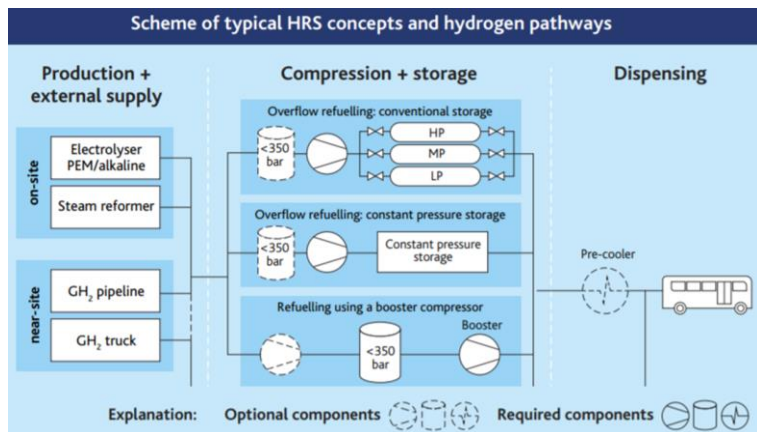 Scheme of typical HRS concepts and hydrogen pathways
Production +
external supply
Compression + storage
Dispensing
on-site
Electrolyser
PEM/alkaline
Steam reformer
near-site
GH₂ pipeline
GH₂ truck
Overflow refuelling: conventional storage
<350
bar
HP
MP
LP
Overflow refuelling: constant pressure storage
<350
bar
Constant pressure
storage
Refuelling using a booster compressor
<350
bar
Booster
Pre-cooler
Explanation:
Optional components
Required components